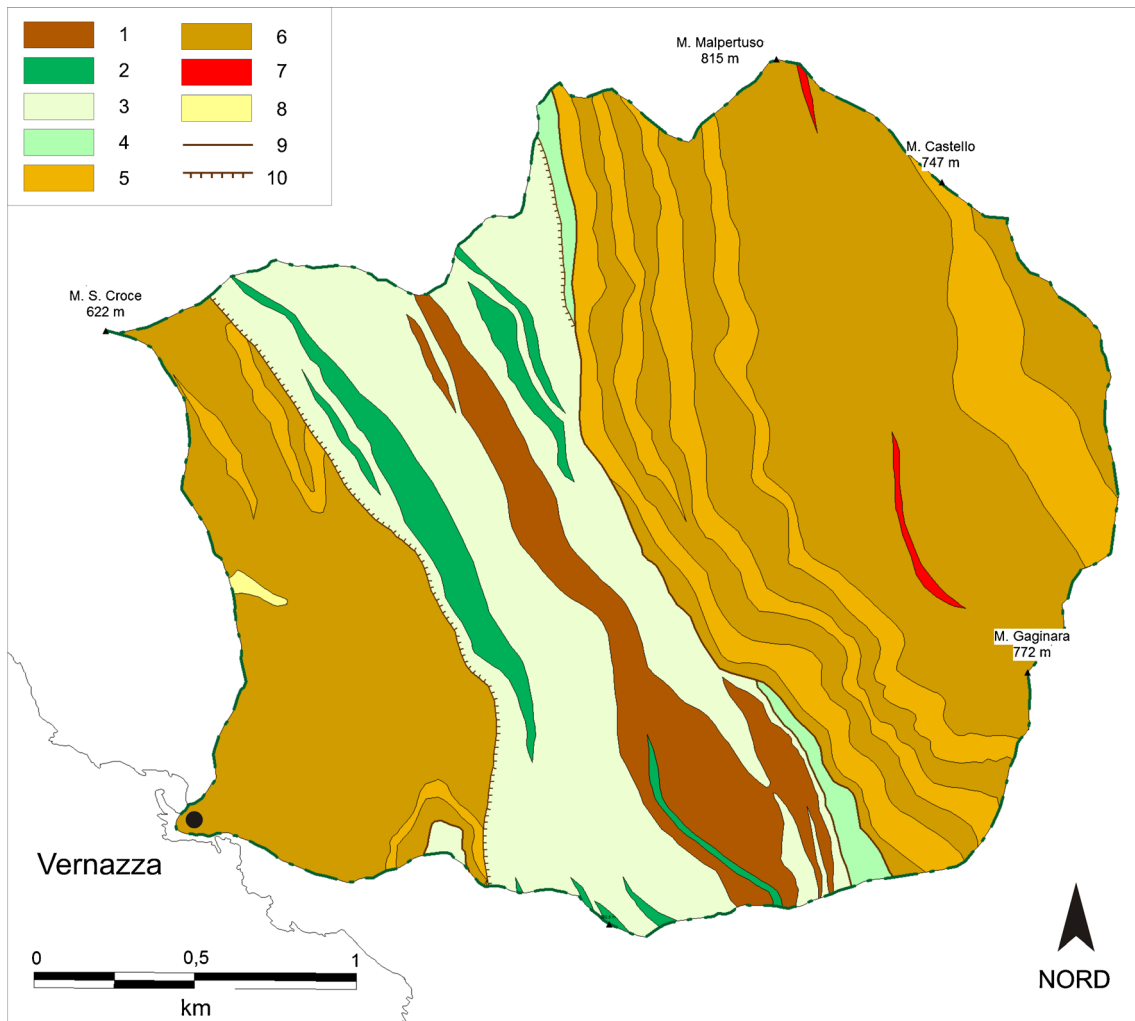 1
2
3
4
5
6
7
8
9
10
M. Malpertuso
815 m
M. Castello
747 m
M. S. Croce
622 m
M. Gaginara
772 m
Vernazza
0
0,5
1
km
NORD